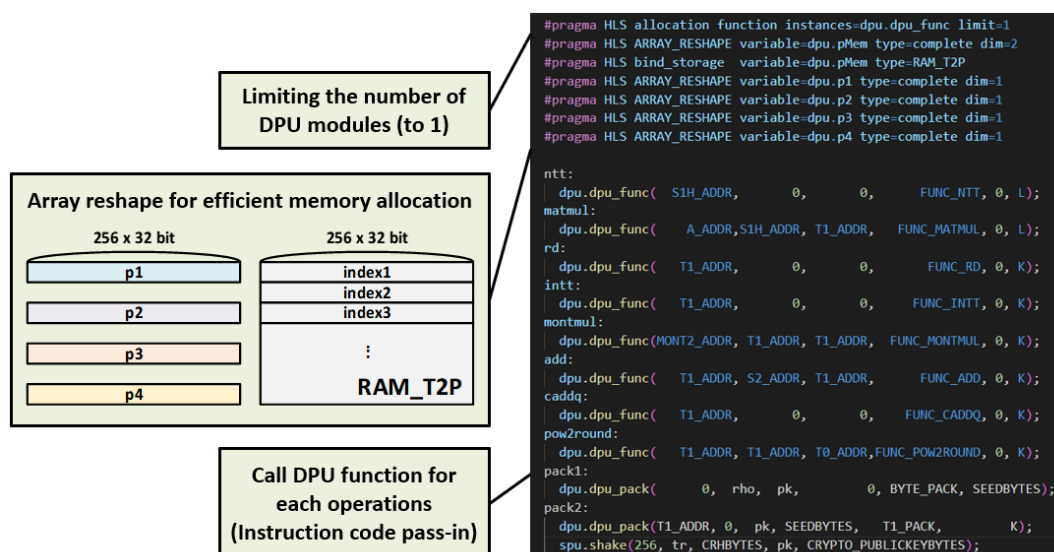 Limiting the number of
DPU modules (to 1)
Array reshape for efficient memory allocation
256 x 32 bit
256 x 32 bit
p1
index1
index2
p2
index3
p3
⋮
p4
RAM_T2P
Call DPU function for
each operations
(Instruction code pass-in)
#pragma HLS allocation function instances=dpu.dpu_func limit=1
#pragma HLS ARRAY_RESHAPE variable=dpu.pMem type=complete dim=2
#pragma HLS bind_storage  variable=dpu.pMem type=RAM_T2P
#pragma HLS ARRAY_RESHAPE variable=dpu.p1 type=complete dim=1
#pragma HLS ARRAY_RESHAPE variable=dpu.p2 type=complete dim=1
#pragma HLS ARRAY_RESHAPE variable=dpu.p3 type=complete dim=1
#pragma HLS ARRAY_RESHAPE variable=dpu.p4 type=complete dim=1
ntt:
dpu.dpu_func(  S1H_ADDR,       0,       0,      FUNC_NTT, 0, L);
matmul:
dpu.dpu_func(    A_ADDR,S1H_ADDR, T1_ADDR,   FUNC_MATMUL, 0, L);
rd:
dpu.dpu_func(   T1_ADDR,       0,       0,       FUNC_RD, 0, K);
intt:
dpu.dpu_func(   T1_ADDR,       0,       0,     FUNC_INTT, 0, K);
montmul:
dpu.dpu_func(MONT2_ADDR, T1_ADDR, T1_ADDR,  FUNC_MONTMUL, 0, K);
add:
dpu.dpu_func(   T1_ADDR, S2_ADDR, T1_ADDR,      FUNC_ADD, 0, K);
caddq:
dpu.dpu_func(   T1_ADDR,       0,       0,    FUNC_CADDQ, 0, K);
pow2round:
dpu.dpu_func(   T1_ADDR, T1_ADDR, T0_ADDR,FUNC_POW2ROUND, 0, K);
pack1:
dpu.dpu_pack(      0,  rho,  pk,         0, BYTE_PACK, SEEDBYTES);
pack2:
dpu.dpu_pack(T1_ADDR, 0,  pk, SEEDBYTES,   T1_PACK,         K);
spu.shake(256, tr, CRHBYTES, pk, CRYPTO_PUBLICKEYBYTES);